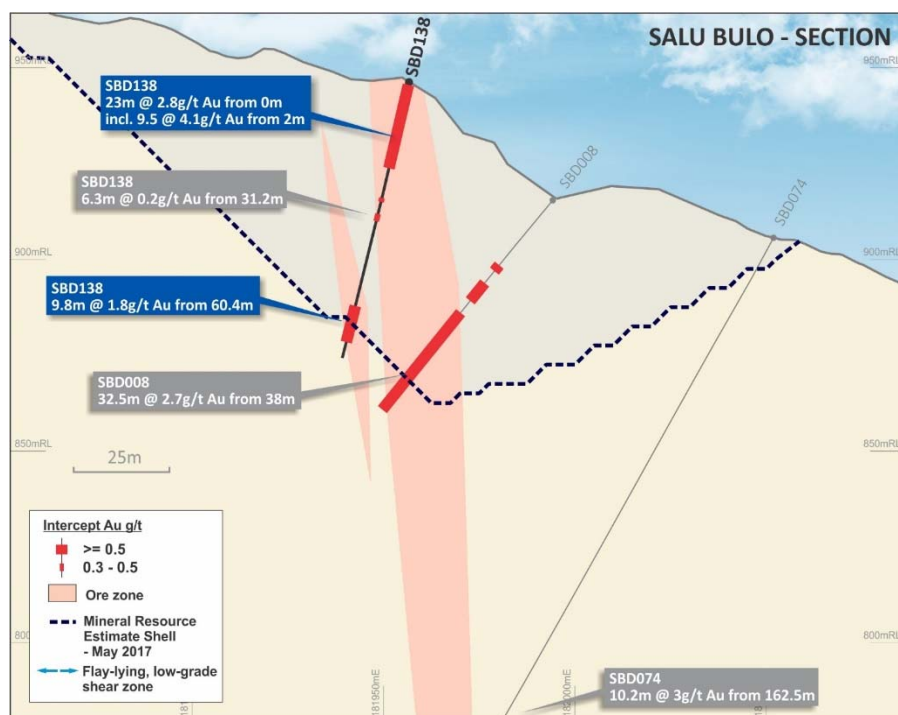 SALU BULO - SECTION
950mRL
950mRL
SBD138
SBD138
23m @ 2.8g/t Au from 0m
incl. 9.5 @ 4.1g/t Au from 2m
SBD008
SBD138
6.3m @ 0.2g/t Au from 31.2m
SBD074
900mRL
900mRL
SBD138
9.8m @ 1.8g/t Au from 60.4m
SBD008
32.5m @ 2.7g/t Au from 38m
850mRL
850mRL
25m
Intercept Au g/t
>= 0.5
0.3 - 0.5
Ore zone
Mineral Resource
Estimate Shell
- May 2017
Flay-lying, low-grade
shear zone
800mRL
800mRL
181950mE
182000mE
SBD074
10.2m @ 3g/t Au from 162.5m